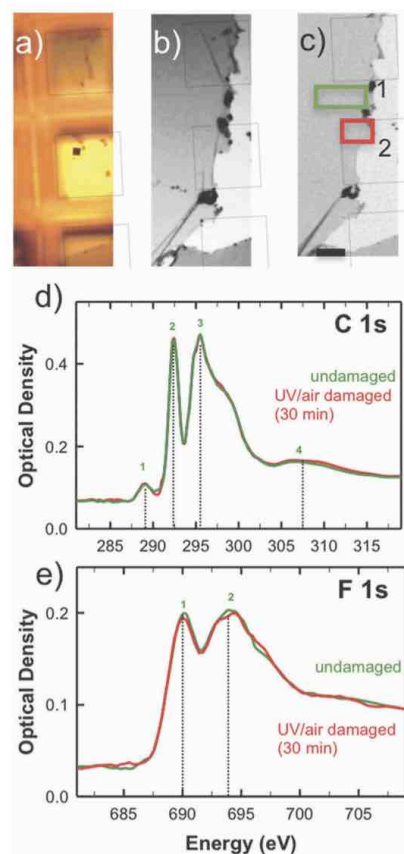 a)
b)
c)
1
2
d)
C 1s
undamaged
UV/air damaged
(30 min)
1
2
3
4
Optical Density
0.4
0.2
0.0
285
290
295
300
305
310
315
e)
F 1s
undamaged
UV/air damaged
(30 min)
1
2
Optical Density
0.2
0.1
0.0
685
690
695
700
705
Energy (eV)